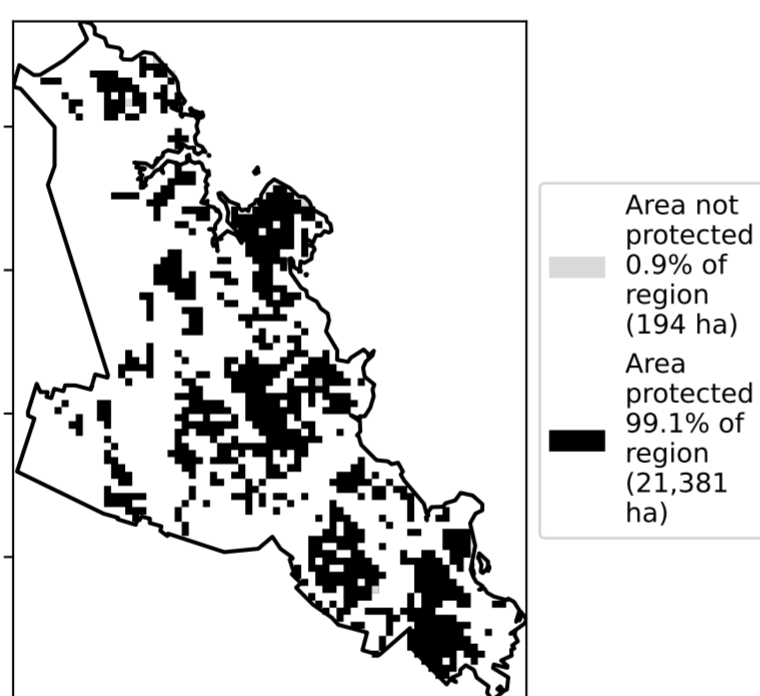 Area not
protected
0.9% of
region
(194 ha)
Area
protected
99.1% of
region
(21,381
ha)